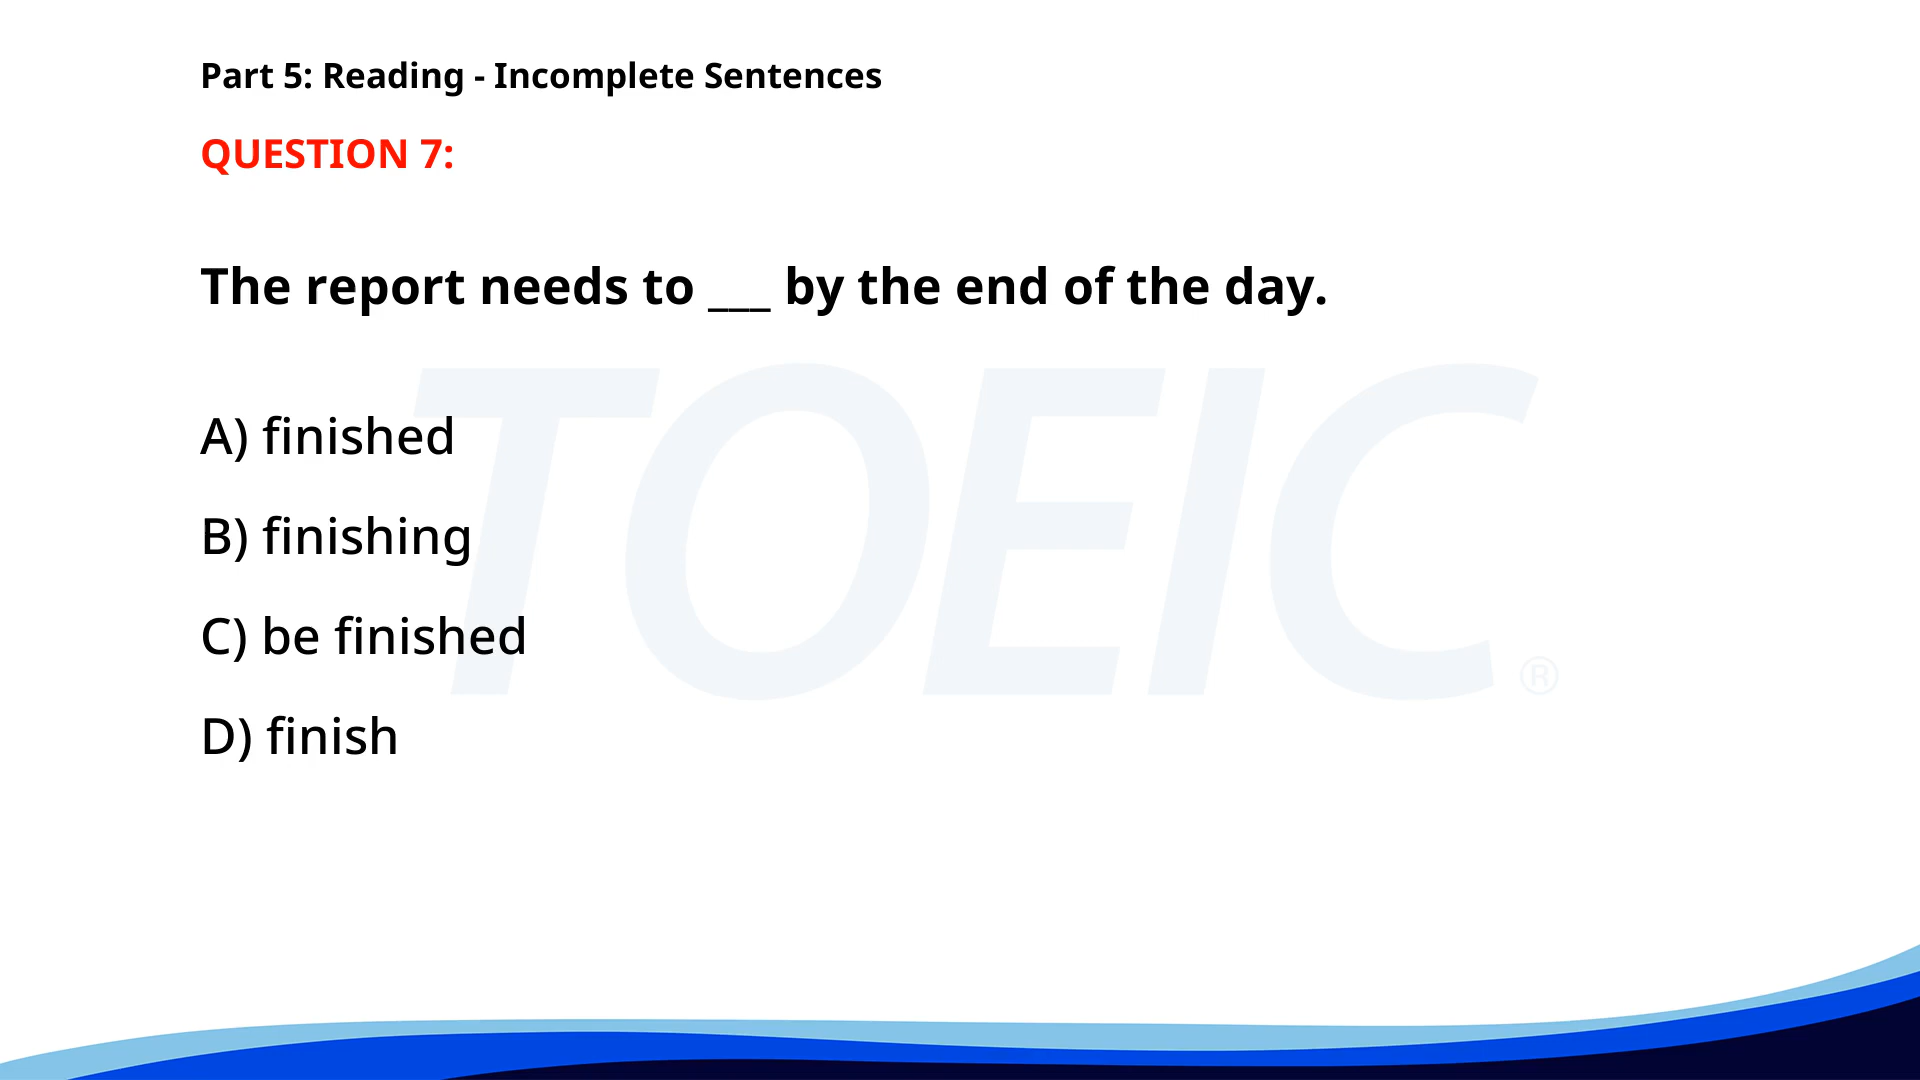 Part 5: Reading - Incomplete Sentences
QUESTION 7:
The report needs to ___ by the end of the day.
TOEIC®
A) finished
B) finishing
C) be finished
D) finish